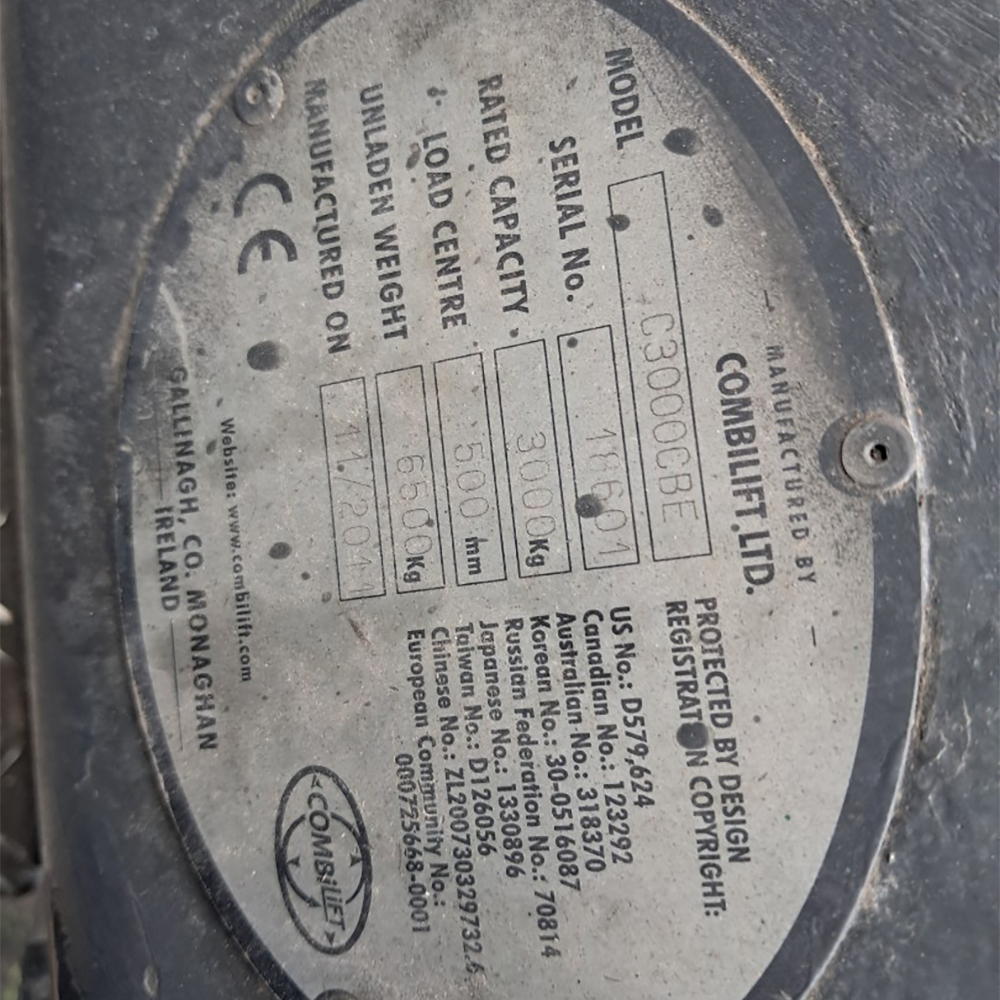 MANUFACTURED BY
COMBILIFT LTD.
MODEL C3000CBE
SERIAL No. 18601
RATED CAPACITY 3000Kg
LOAD CENTRE 500mm
UNLADEN WEIGHT 6500Kg
MANUFACTURED ON 11/2011
PROTECTED BY DESIGN
REGISTRATION COPYRIGHT:
US No.: D579,624
Canadian No.: 123292
Australian No.: 318370
Korean No.: 30-0516087
Russian Federation No.: 70814
Japanese No.: 1330896
Taiwan No.: D126056
Chinese No.: ZL200730329732.6
European Community No.:
000725668-0001
CE
Website: www.combilift.com
GALLINAGH, CO. MONAGHAN
IRELAND
COMBILIFT